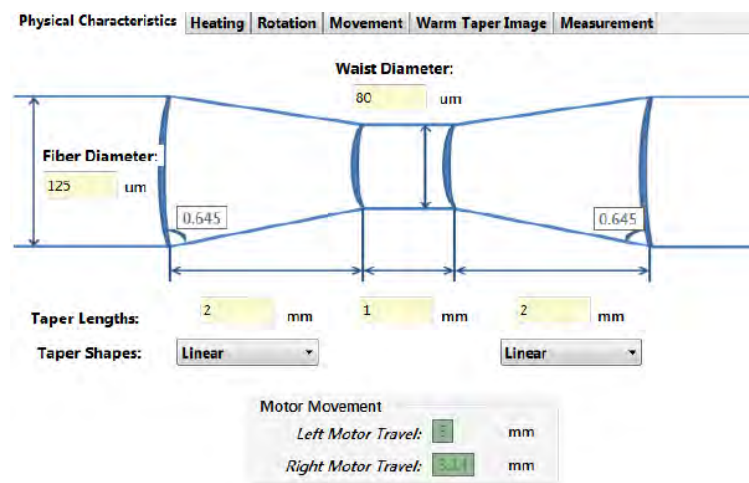 Physical Characteristics Heating Rotation Movement Warm Taper Image Measurement
Waist Diameter:
80 um
Fiber Diameter:
125 um
0.645 0.645
Taper Lengths: 2 mm 1 mm 2 mm
Taper Shapes: Linear Linear
Motor Movement
Left Motor Travel: mm
Right Motor Travel: mm